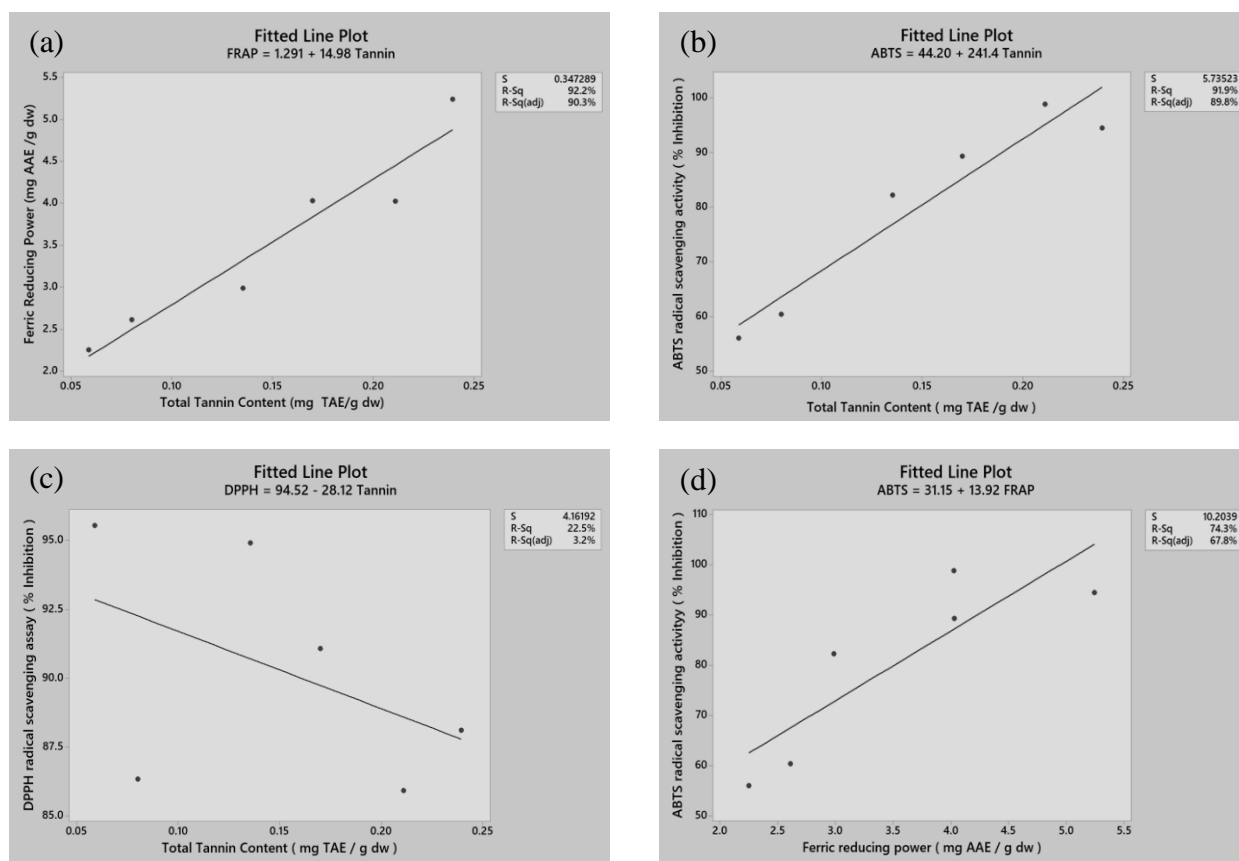 (a)
Fitted Line Plot
FRAP = 1.291 + 14.98 Tannin
S 0.347289
R-Sq 92.2%
R-Sq(adj) 90.3%
Ferric Reducing Power (mg AAE /g dw)
5.5
5.0
4.5
4.0
3.5
3.0
2.5
2.0
0.05 0.10 0.15 0.20 0.25
Total Tannin Content (mg TAE/g dw)
(b)
Fitted Line Plot
ABTS = 44.20 + 241.4 Tannin
S 5.73523
R-Sq 91.9%
R-Sq(adj) 89.8%
ABTS radical scavenging activity ( % Inhibition )
100
90
80
70
60
50
0.05 0.10 0.15 0.20 0.25
Total Tannin Content ( mg TAE /g dw )
(c)
Fitted Line Plot
DPPH = 94.52 - 28.12 Tannin
S 4.16192
R-Sq 22.5%
R-Sq(adj) 3.2%
DPPH radical scavenging assay ( % Inhibition )
95.0
92.5
90.0
87.5
85.0
0.05 0.10 0.15 0.20 0.25
Total Tannin Content ( mg TAE / g dw )
(d)
Fitted Line Plot
ABTS = 31.15 + 13.92 FRAP
S 10.2039
R-Sq 74.3%
R-Sq(adj) 67.8%
ABTS radical scavenging activityy ( % Inhibition )
110
100
90
80
70
60
50
2.0 2.5 3.0 3.5 4.0 4.5 5.0 5.5
Ferric reducing power ( mg AAE / g dw )